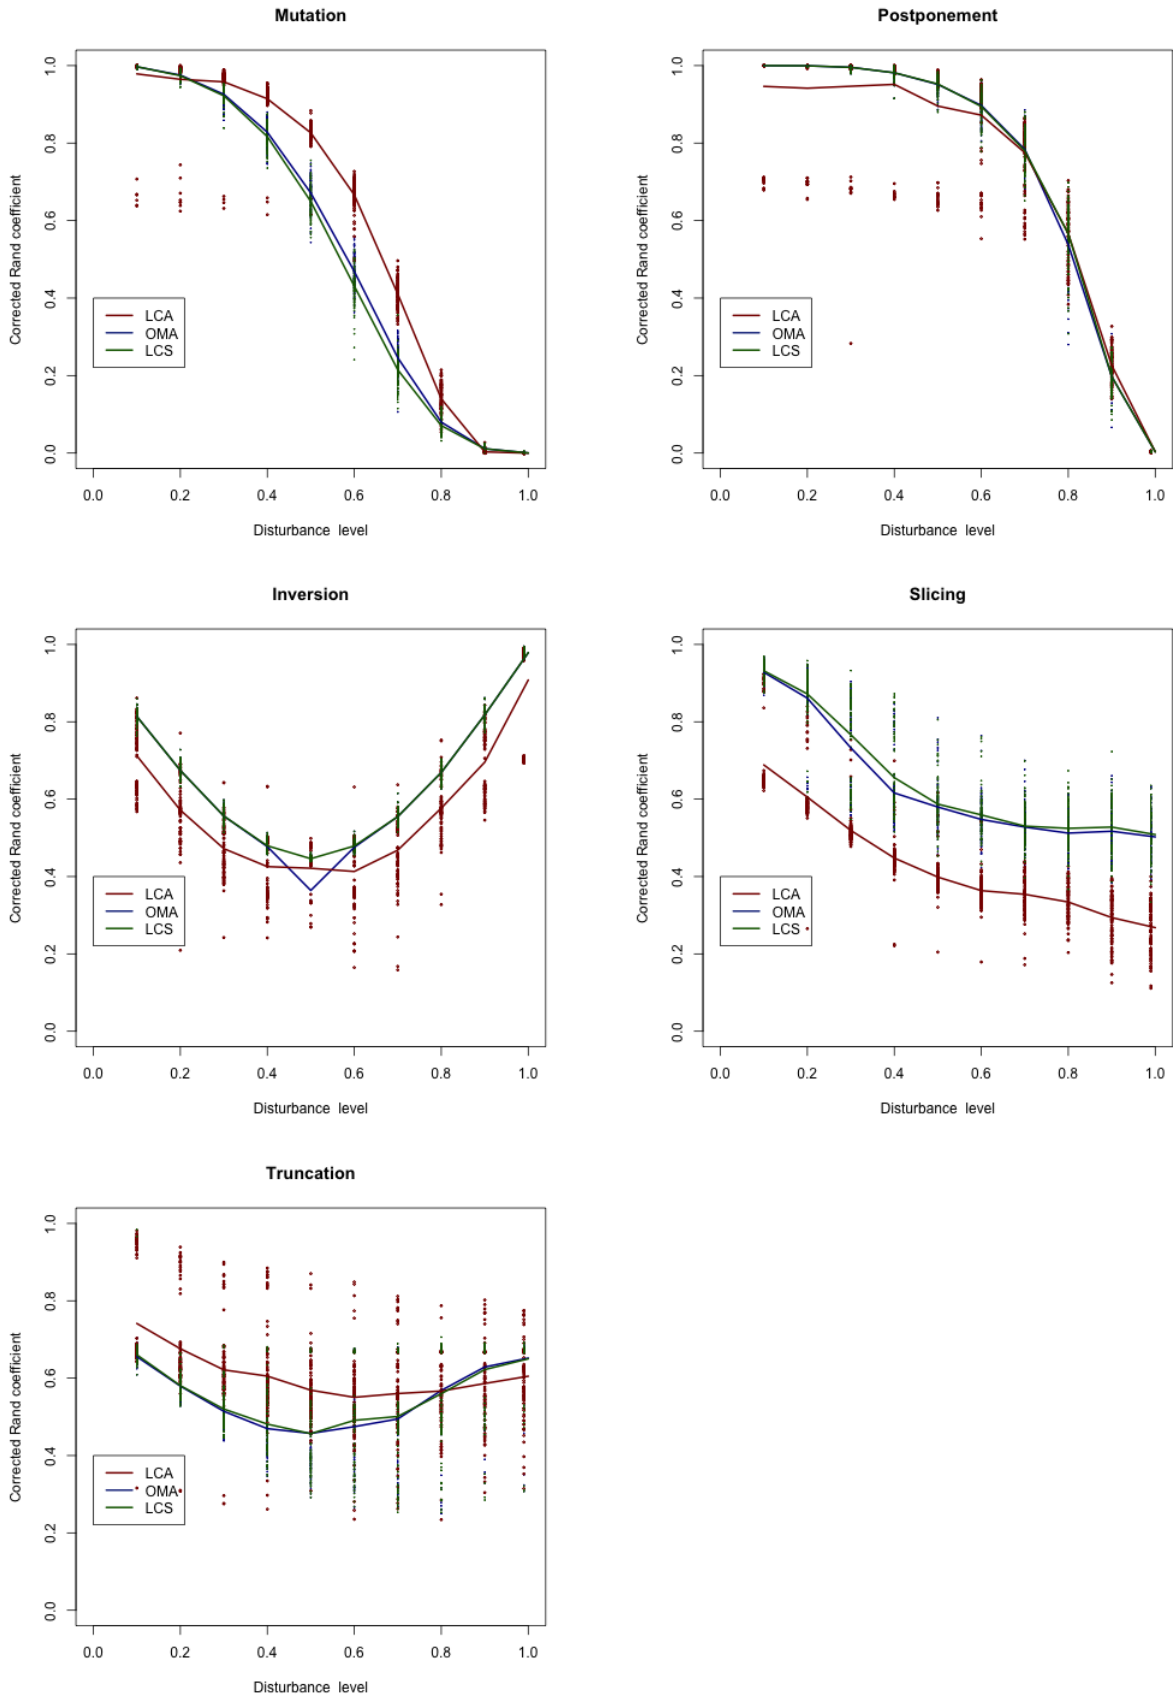 Mutation
Corrected Rand coefficient
1.0
0.8
0.6
0.4
0.2
0.0
LCA
OMA
LCS
0.0 0.2 0.4 0.6 0.8 1.0
Disturbance level
Postponement
Corrected Rand coefficient
1.0
0.8
0.6
0.4
0.2
0.0
LCA
OMA
LCS
0.0 0.2 0.4 0.6 0.8 1.0
Disturbance level
Inversion
Corrected Rand coefficient
1.0
0.8
0.6
0.4
0.2
0.0
LCA
OMA
LCS
0.0 0.2 0.4 0.6 0.8 1.0
Disturbance level
Slicing
Corrected Rand coefficient
1.0
0.8
0.6
0.4
0.2
0.0
LCA
OMA
LCS
0.0 0.2 0.4 0.6 0.8 1.0
Disturbance level
Truncation
Corrected Rand coefficient
1.0
0.8
0.6
0.4
0.2
0.0
LCA
OMA
LCS
0.0 0.2 0.4 0.6 0.8 1.0
Disturbance level